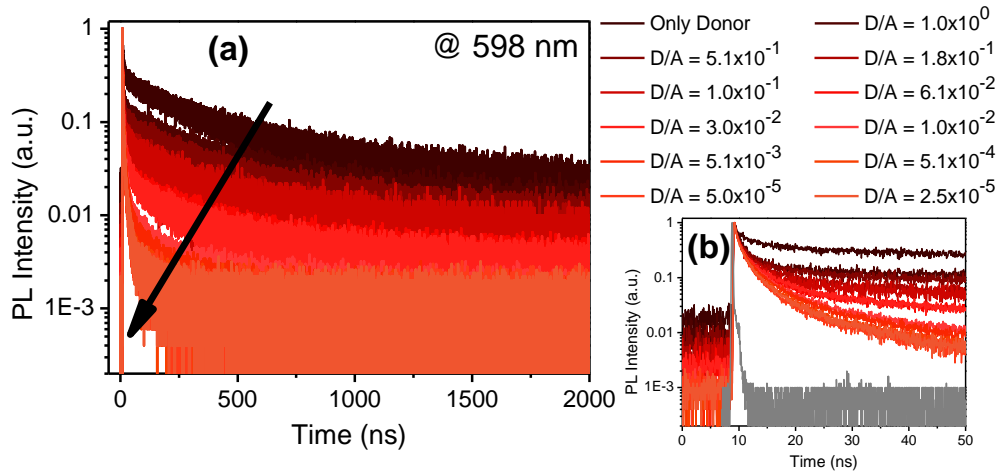 (a)
@ 598 nm
PL Intensity (a.u.)
1
0.1
0.01
1E-3
0
500
1000
1500
2000
Time (ns)
Only Donor
D/A = 1.0x10⁰
D/A = 5.1x10⁻¹
D/A = 1.8x10⁻¹
D/A = 1.0x10⁻¹
D/A = 6.1x10⁻²
D/A = 3.0x10⁻²
D/A = 1.0x10⁻²
D/A = 5.1x10⁻³
D/A = 5.1x10⁻⁴
D/A = 5.0x10⁻⁵
D/A = 2.5x10⁻⁵
(b)
PL Intensity (a.u.)
1
0.1
0.01
1E-3
0
10
20
30
40
50
Time (ns)